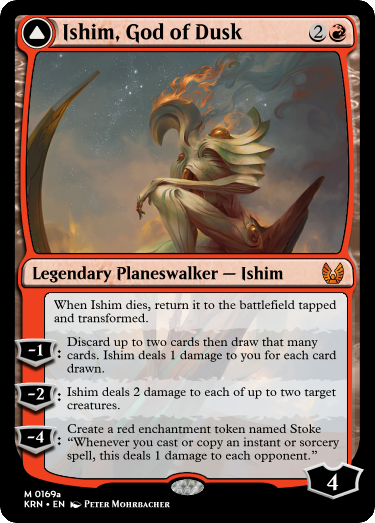 Ishim, God of Dusk 2
Legendary Planeswalker — Ishim
When Ishim dies, return it to the battlefield tapped
and transformed.
-1: Discard up to two cards then draw that many
cards. Ishim deals 1 damage to you for each card
drawn.
-2: Ishim deals 2 damage to each of up to two target
creatures.
-4: Create a red enchantment token named Stoke
“Whenever you cast or copy an instant or sorcery
spell, this deals 1 damage to each opponent.”
4
M 0169a
KRN • EN Peter Mohrbacher